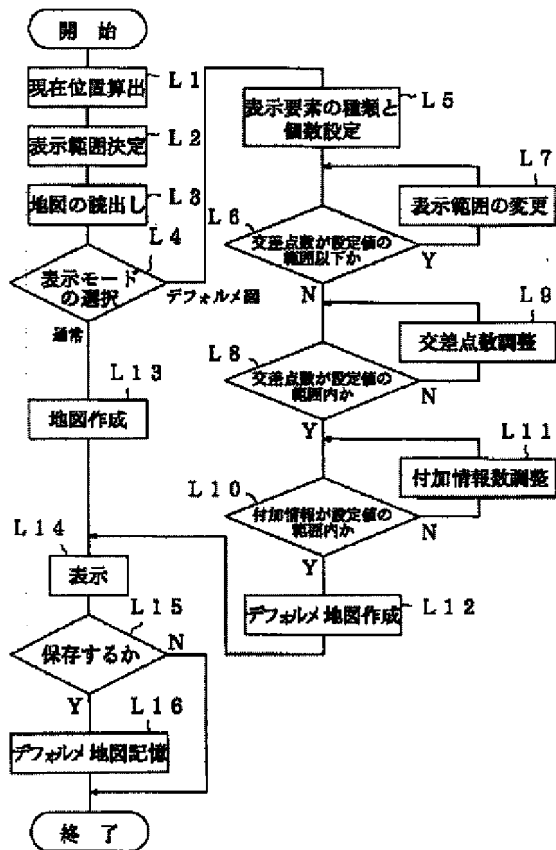 開始
現在位置算出
L1
表示範囲決定
L2
地図の読出し
L3
L4
表示モード
の選択
デフォルメ図
通常
L13
地図作成
L14
表示
L15
保存するか
N
Y
L16
デフォルメ地図記憶
終了
表示要素の種類と
個数設定
L5
L6
交差点数が設定値の
範囲以下か
Y
N
L7
表示範囲の変更
L8
交差点数が設定値の
範囲内か
N
Y
L9
交差点数調整
L10
付加情報が設定値の
範囲内か
N
Y
L11
付加情報数調整
デフォルメ地図作成
L12